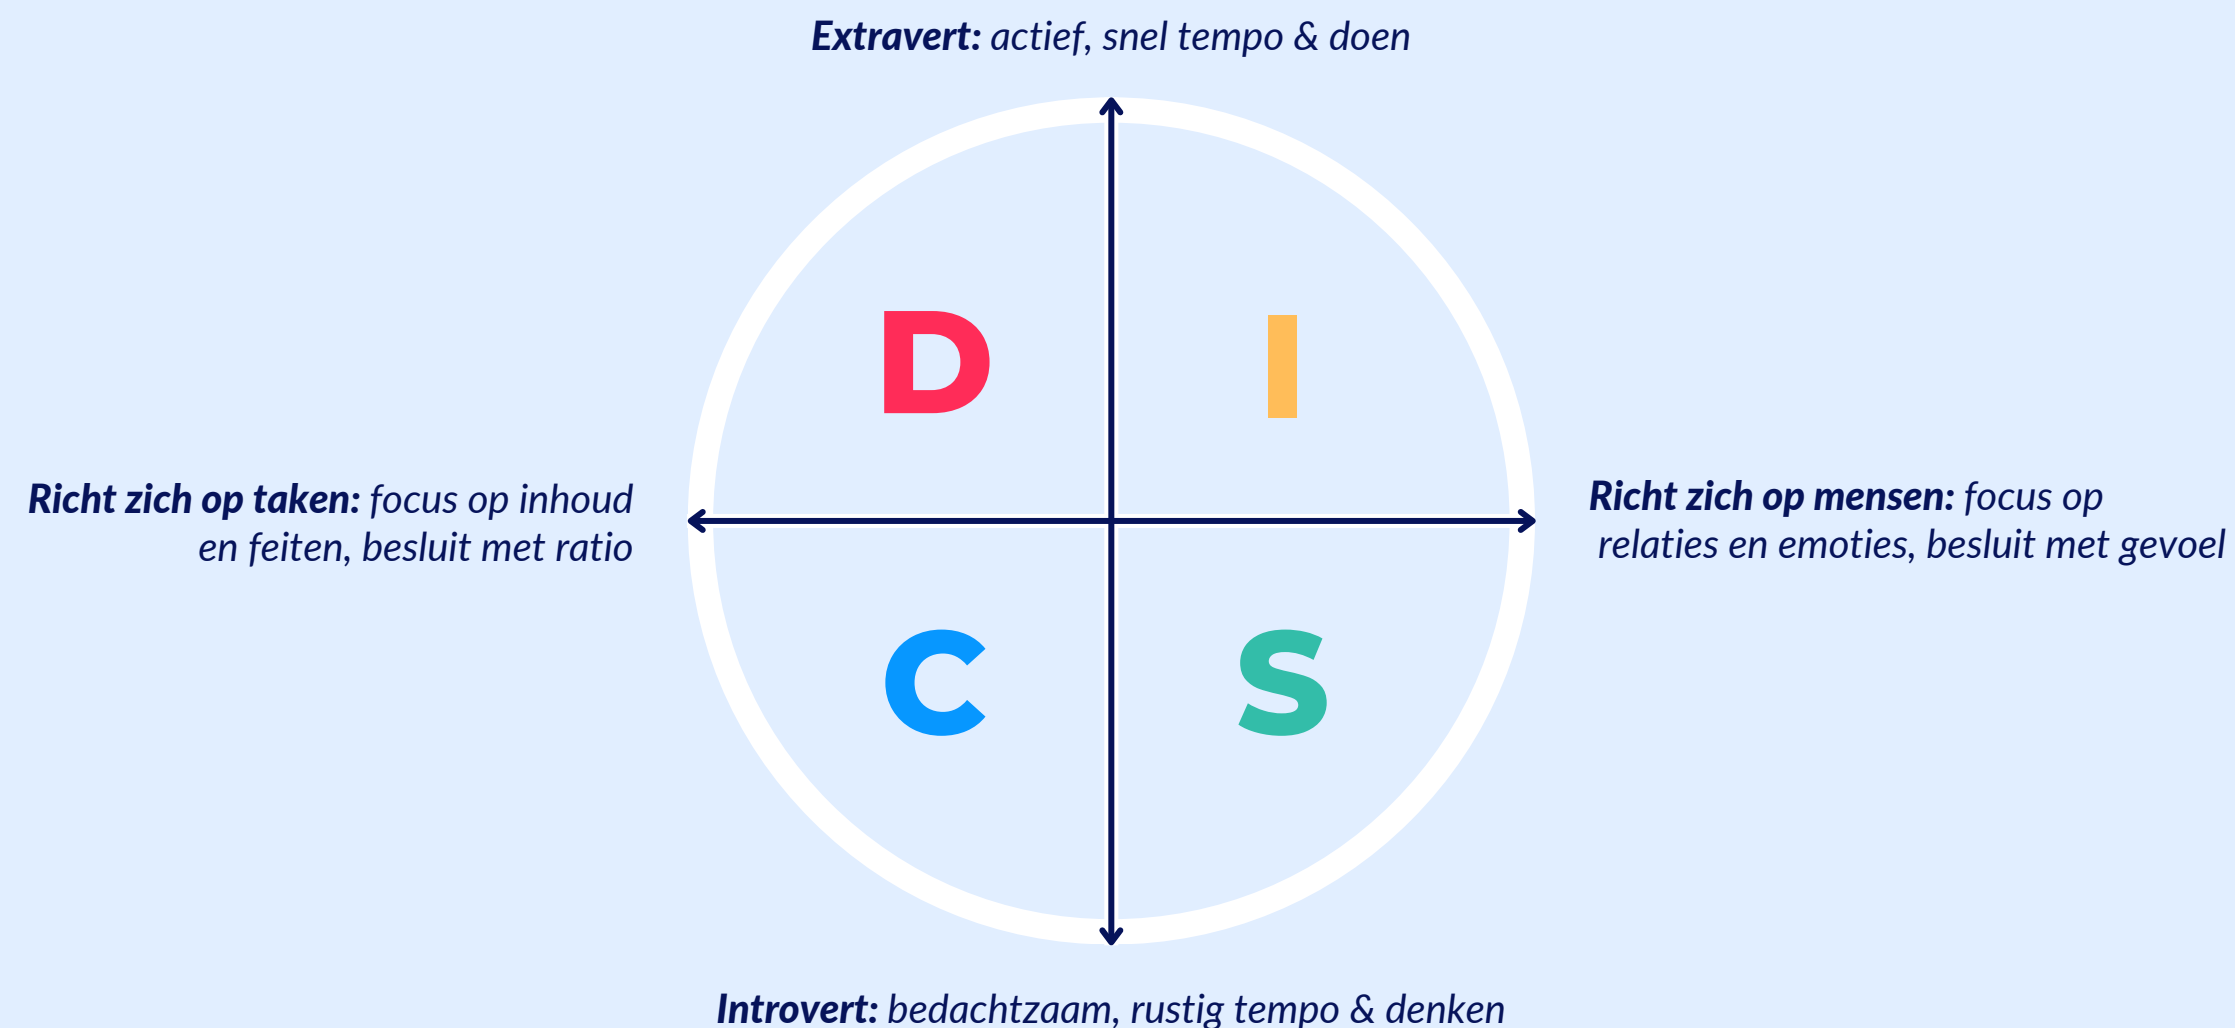 Extravert: actief, snel tempo & doen
D
I
Richt zich op taken: focus op inhoud
en feiten, besluit met ratio
Richt zich op mensen: focus op
relaties en emoties, besluit met gevoel
C
S
Introvert: bedachtzaam, rustig tempo & denken